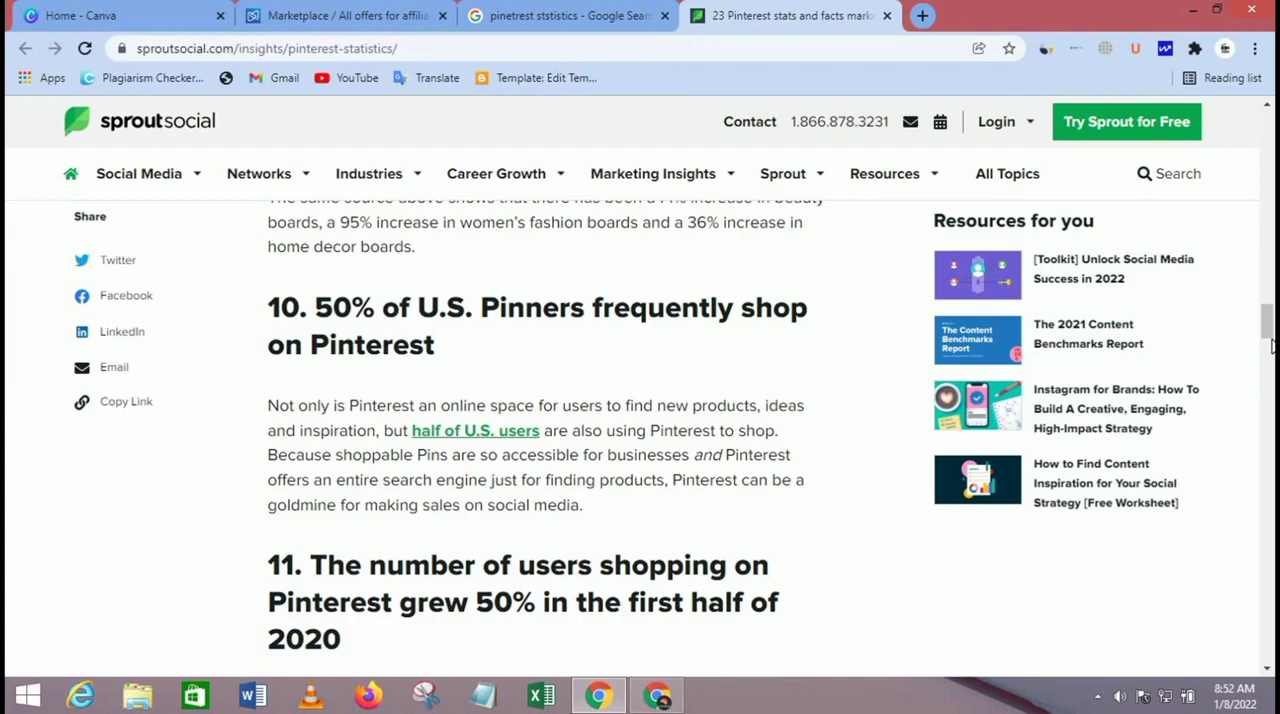 Home - Canva
Marketplace / All offers for affilia
pinetrest ststistics - Google Sear
23 Pinterest stats and facts mark
sproutsocial.com/insights/pinterest-statistics/
Apps
Plagiarism Checker...
Gmail
YouTube
Translate
Template: Edit Tem...
Reading list
sproutsocial
Contact
1.866.878.3231
Login
Try Sprout for Free
Social Media
Networks
Industries
Career Growth
Marketing Insights
Sprout
Resources
All Topics
Search
Share
Twitter
Facebook
LinkedIn
Email
Copy Link
boards, a 95% increase in women's fashion boards and a 36% increase in
home decor boards.
10. 50% of U.S. Pinners frequently shop
on Pinterest
Not only is Pinterest an online space for users to find new products, ideas
and inspiration, but half of U.S. users are also using Pinterest to shop.
Because shoppable Pins are so accessible for businesses and Pinterest
offers an entire search engine just for finding products, Pinterest can be a
goldmine for making sales on social media.
11. The number of users shopping on
Pinterest grew 50% in the first half of
2020
Resources for you
[Toolkit] Unlock Social Media
Success in 2022
The Content
Benchmarks
Report
The 2021 Content
Benchmarks Report
Instagram for Brands: How To
Build A Creative, Engaging,
High-Impact Strategy
How to Find Content
Inspiration for Your Social
Strategy [Free Worksheet]
8:52 AM
1/8/2022